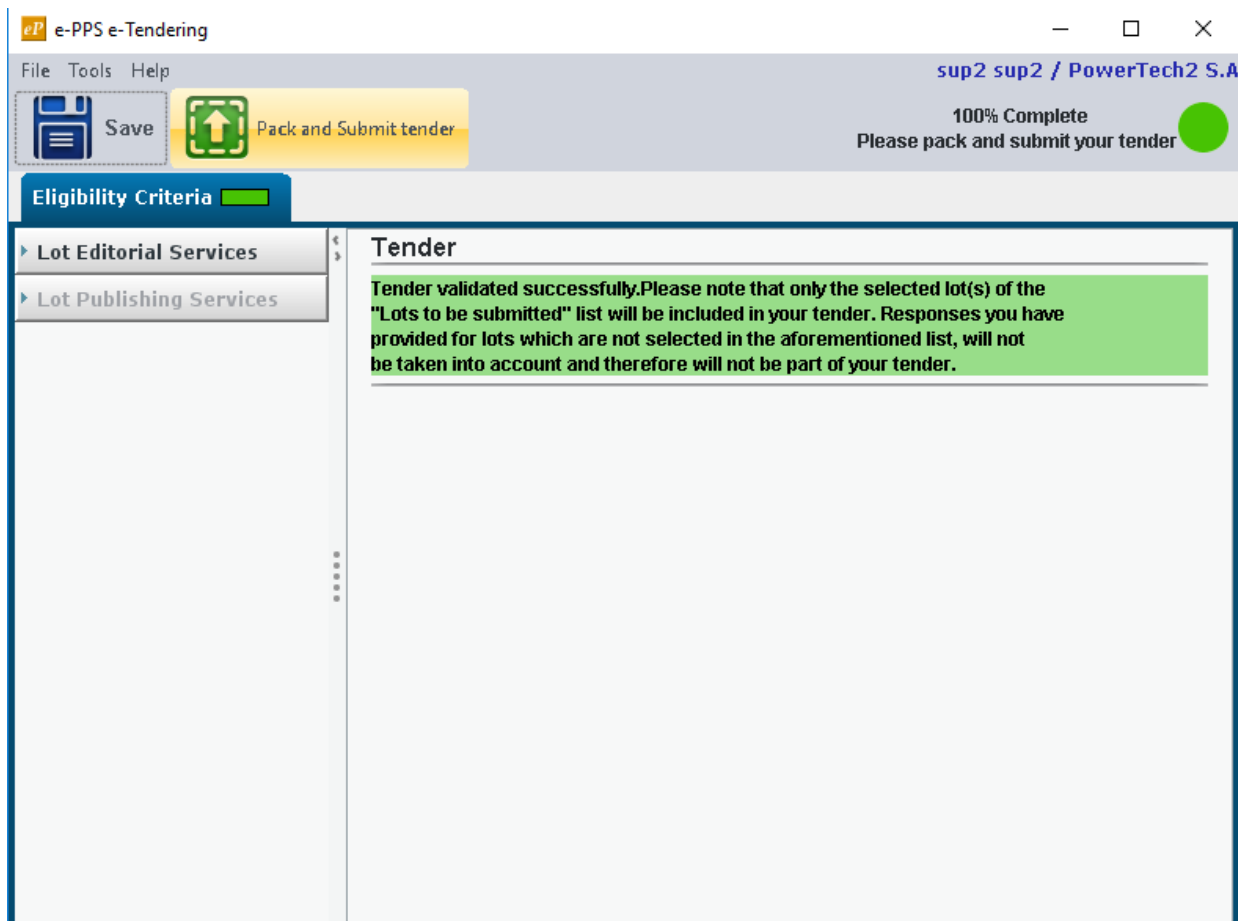 eP e-PPS e-Tendering
File Tools Help
sup2 sup2 / PowerTech2 S.A
Save
Pack and Submit tender
100% Complete
Please pack and submit your tender
Eligibility Criteria
Lot Editorial Services
Lot Publishing Services
Tender
Tender validated successfully.Please note that only the selected lot(s) of the
"Lots to be submitted" list will be included in your tender. Responses you have
provided for lots which are not selected in the aforementioned list, will not
be taken into account and therefore will not be part of your tender.